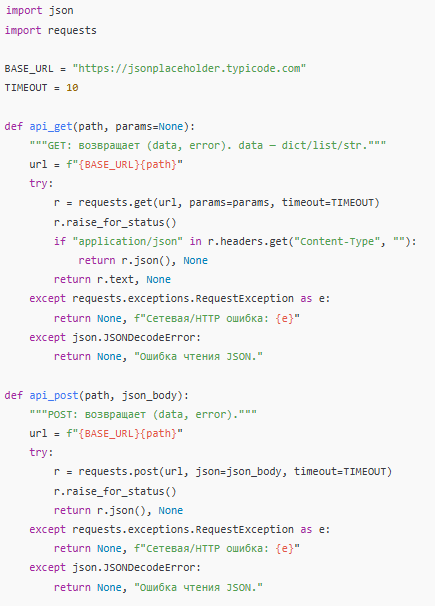 import json
import requests

BASE_URL = "https://jsonplaceholder.typicode.com"
TIMEOUT = 10

def api_get(path, params=None):
    """GET: возвращает (data, error). data — dict/list/str."""
    url = f"{BASE_URL}{path}"
    try:
        r = requests.get(url, params=params, timeout=TIMEOUT)
        r.raise_for_status()
        if "application/json" in r.headers.get("Content-Type", ""):
            return r.json(), None
        return r.text, None
    except requests.exceptions.RequestException as e:
        return None, f"Сетевая/HTTP ошибка: {e}"
    except json.JSONDecodeError:
        return None, "Ошибка чтения JSON."

def api_post(path, json_body):
    """POST: возвращает (data, error)."""
    url = f"{BASE_URL}{path}"
    try:
        r = requests.post(url, json=json_body, timeout=TIMEOUT)
        r.raise_for_status()
        return r.json(), None
    except requests.exceptions.RequestException as e:
        return None, f"Сетевая/HTTP ошибка: {e}"
    except json.JSONDecodeError:
        return None, "Ошибка чтения JSON."